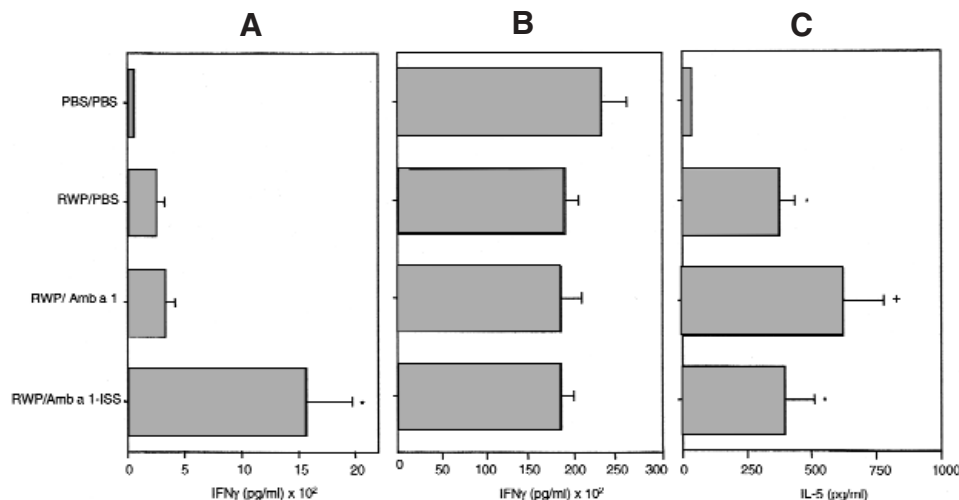 A B C
PBS/PBS
RWP/PBS
RWP/ Amb a 1
RWP/Amb a 1-ISS
* * + *
0 5 10 15 20
0 50 100 150 200 250 300
0 250 500 750 1000
IFNγ (pg/ml) x 10²
IFNγ (pg/ml) x 10²
IL-5 (pg/ml)